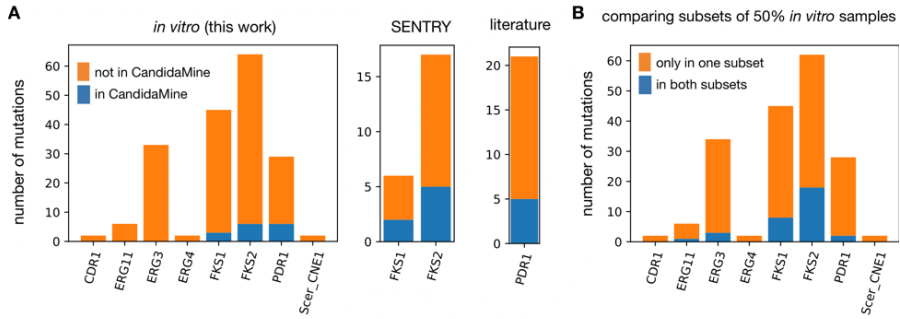 A
in vitro (this work)
SENTRY
literature
number of mutations
not in CandidaMine
in CandidaMine
60
50
40
30
20
10
0
CDR1
ERG11
ERG3
ERG4
FKS1
FKS2
PDR1
Scer_CNE1
15
10
5
0
FKS1
FKS2
20
15
10
5
0
PDR1
B
comparing subsets of 50% in vitro samples
number of mutations
only in one subset
in both subsets
60
50
40
30
20
10
0
CDR1
ERG11
ERG3
ERG4
FKS1
FKS2
PDR1
Scer_CNE1